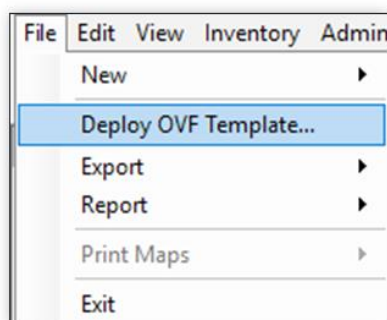 File Edit View Inventory Admin
New
Deploy OVF Template...
Export
Report
Print Maps
Exit